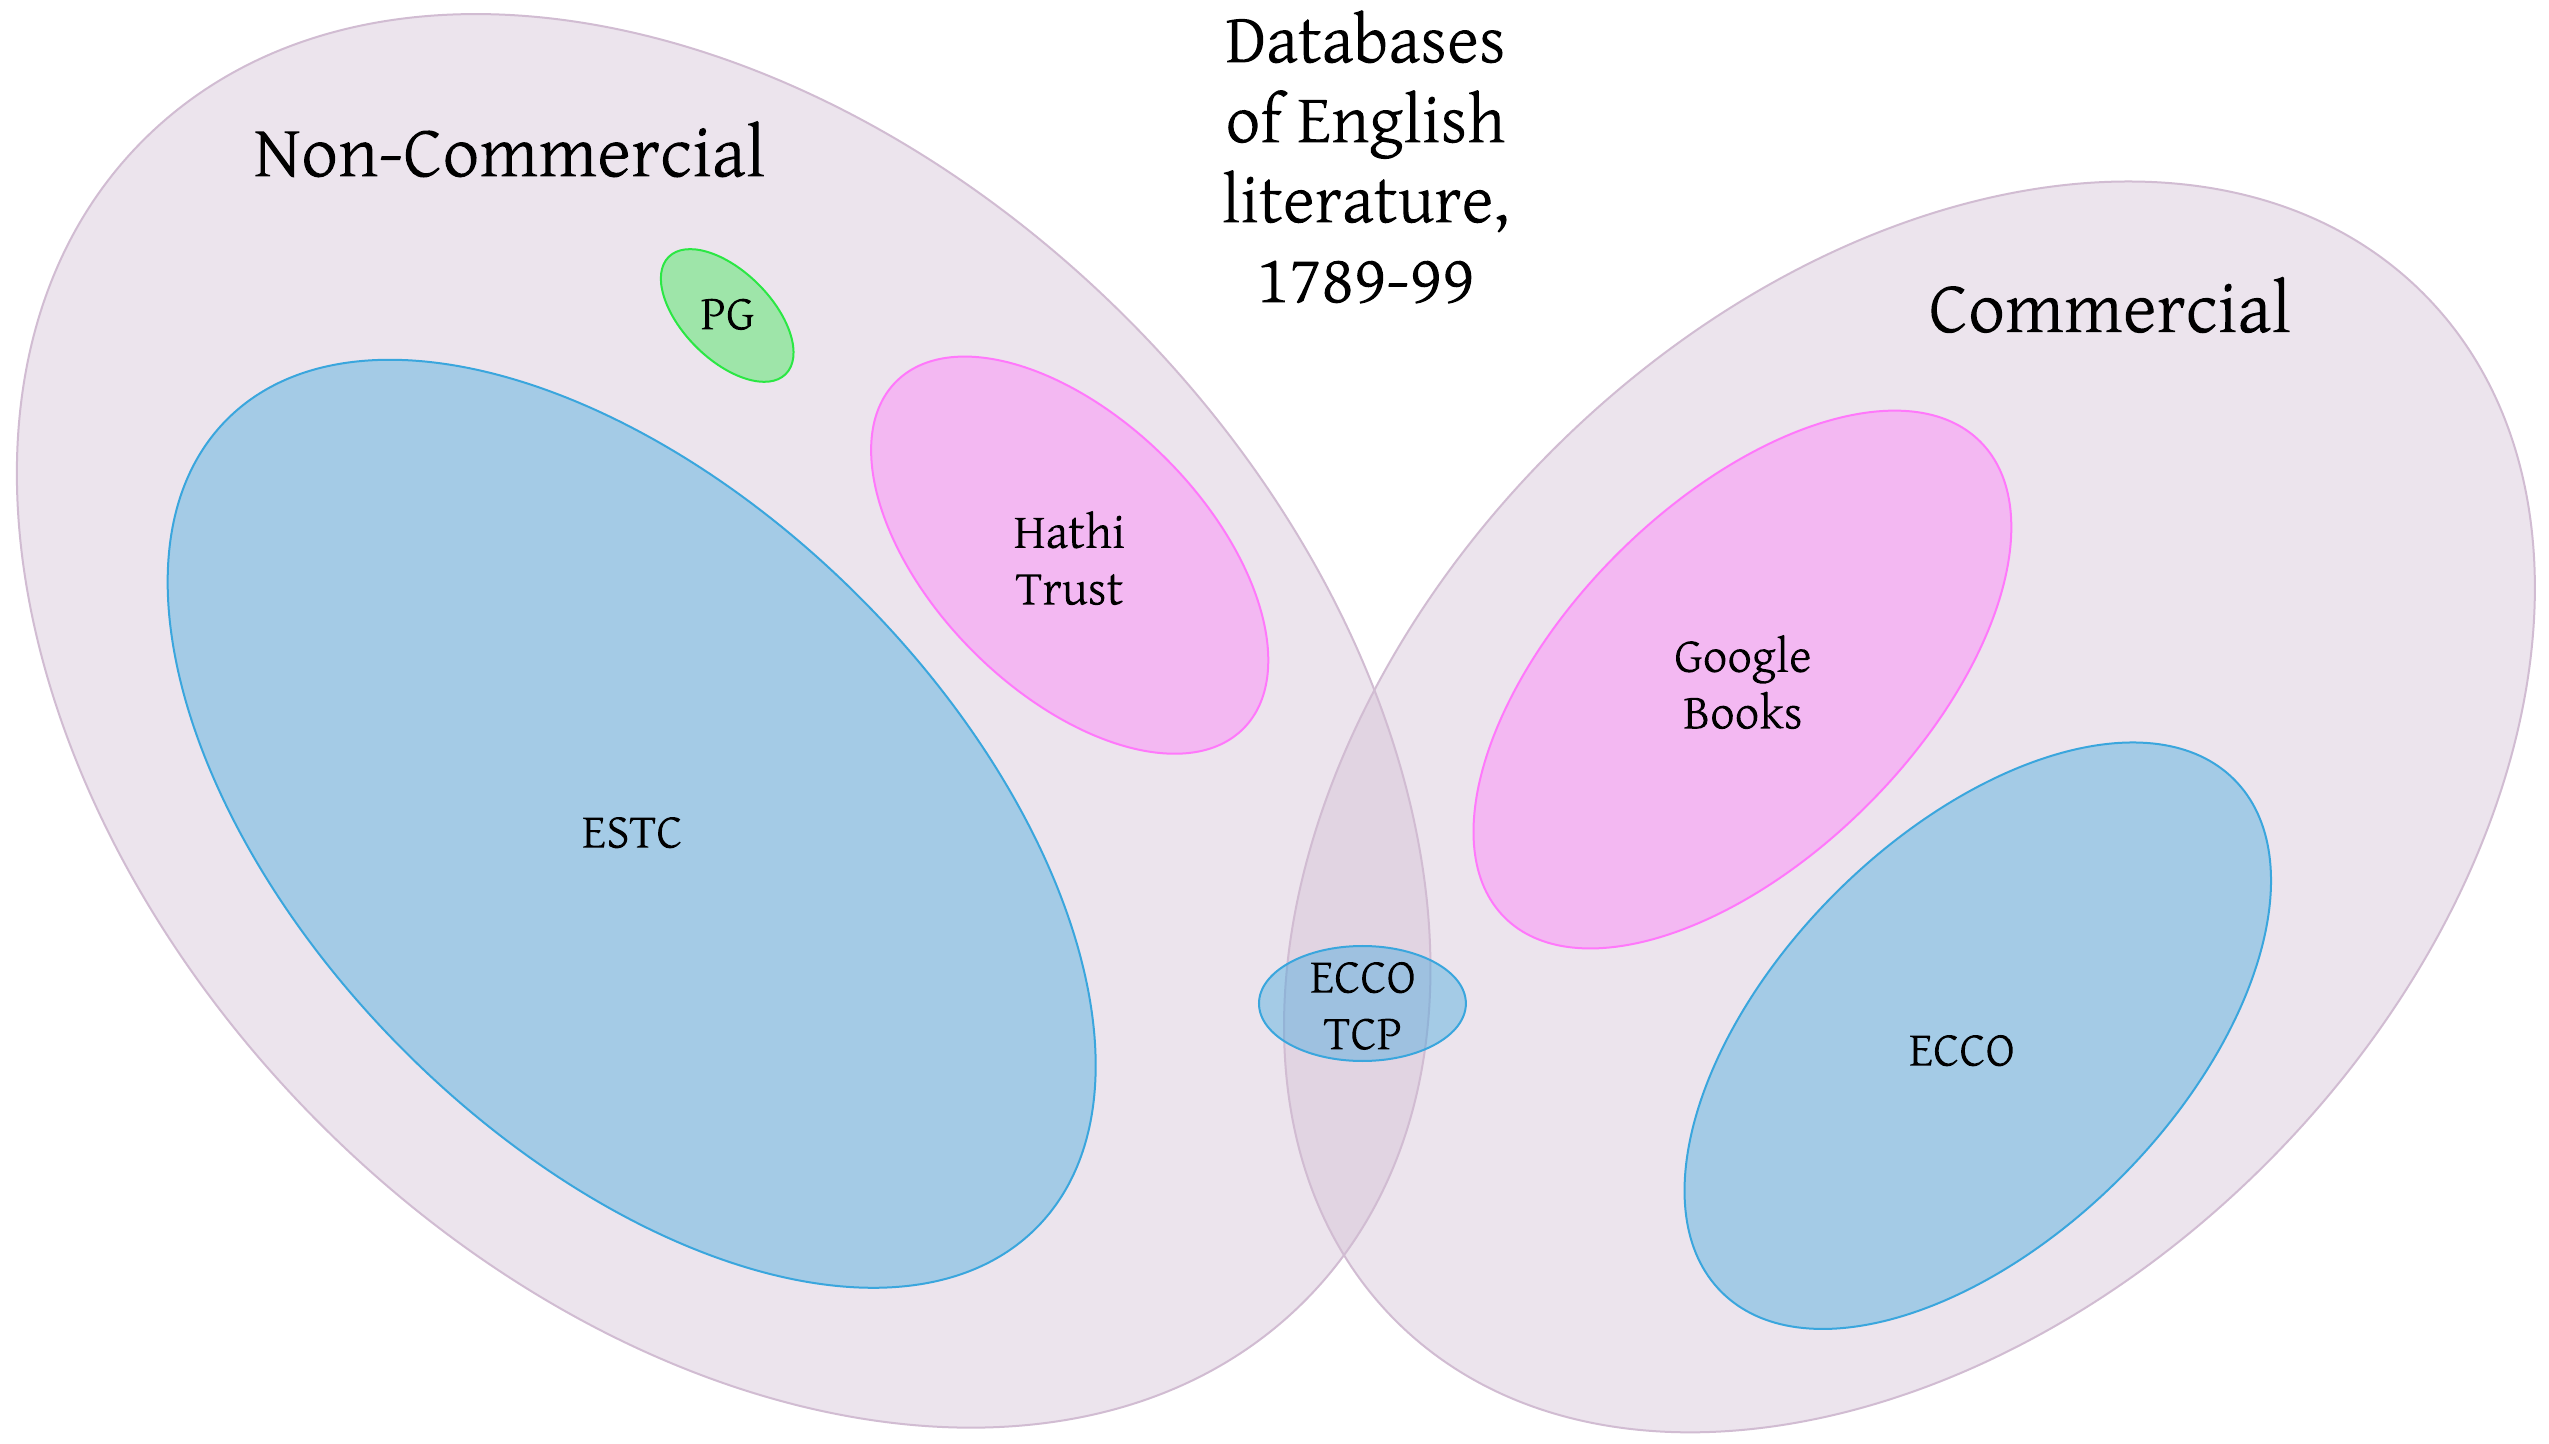 Databases
of English
literature,
1789-99
Non-Commercial
PG
Hathi
Trust
ESTC
Commercial
Google
Books
ECCO
TCP
ECCO